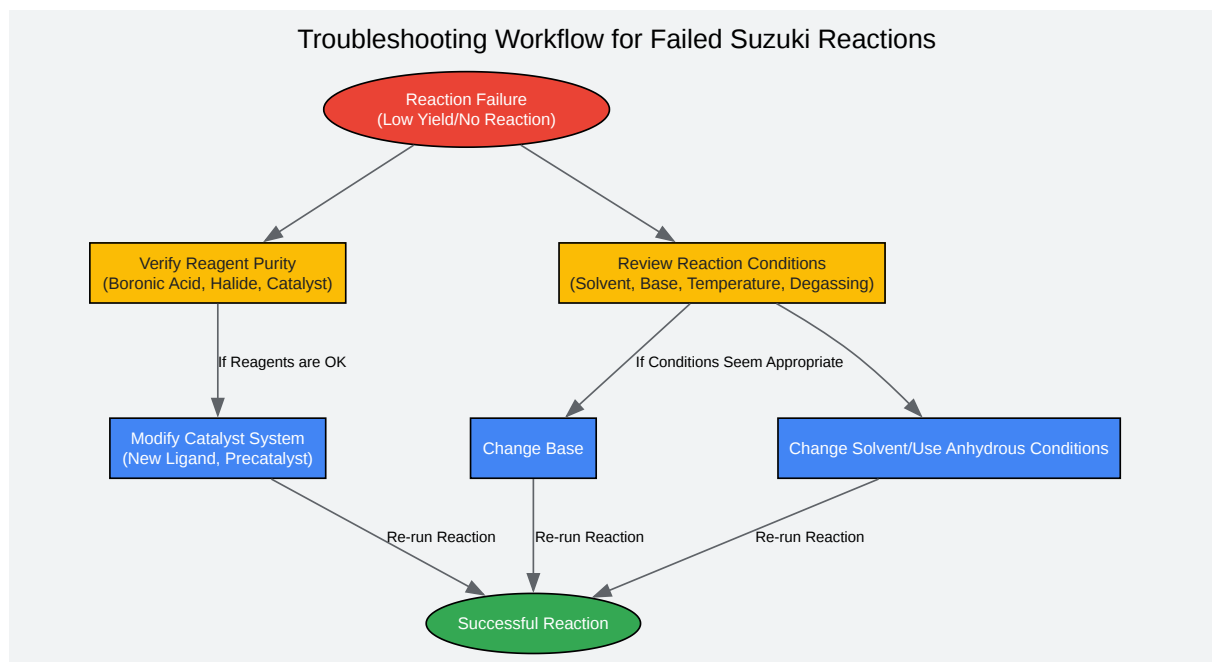 Troubleshooting Workflow for Failed Suzuki Reactions
Reaction Failure
(Low Yield/No Reaction)
Verify Reagent Purity
(Boronic Acid, Halide, Catalyst)
Review Reaction Conditions
(Solvent, Base, Temperature, Degassing)
If Reagents are OK
If Conditions Seem Appropriate
Modify Catalyst System
(New Ligand, Precatalyst)
Change Base
Change Solvent/Use Anhydrous Conditions
Re-run Reaction
Re-run Reaction
Re-run Reaction
Successful Reaction